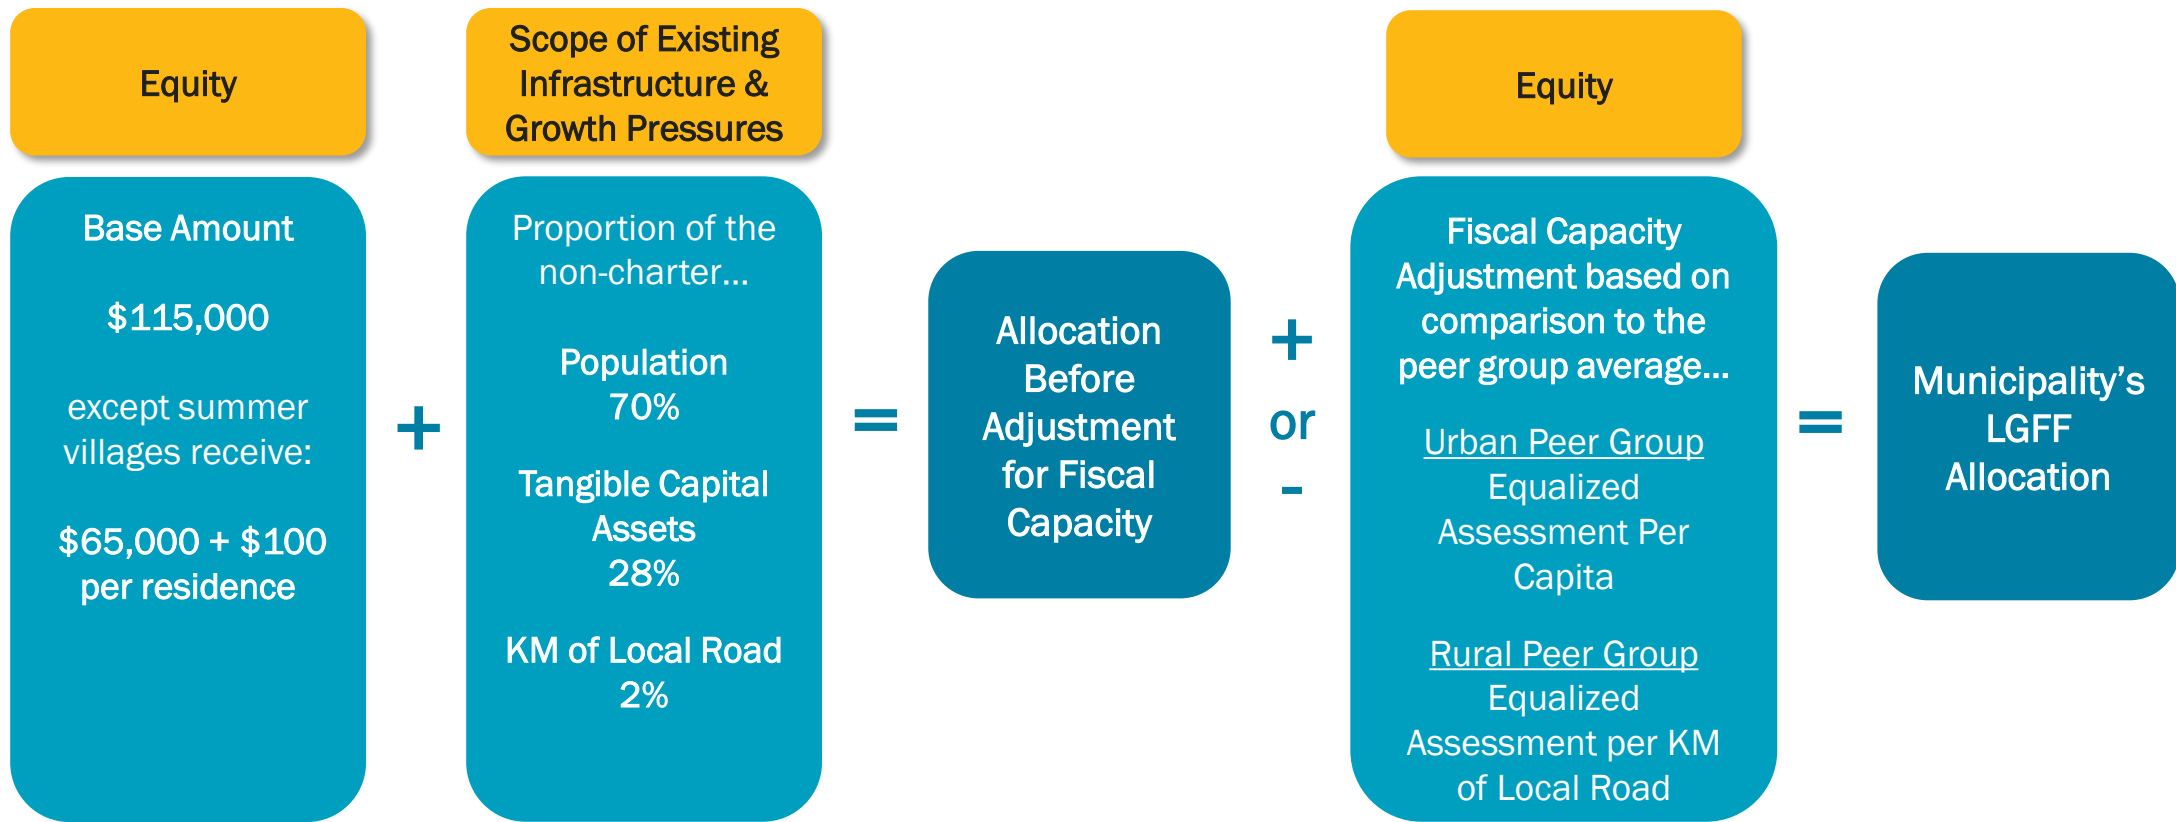 Equity
Base Amount
$115,000
except summer
villages receive:
$65,000 + $100
per residence
+
Scope of Existing
Infrastructure &
Growth Pressures
Proportion of the
non-charter...
Population
70%
Tangible Capital
Assets
28%
KM of Local Road
2%
=
Allocation
Before
Adjustment
for Fiscal
Capacity
+
or
-
Equity
Fiscal Capacity
Adjustment based on
comparison to the
peer group average...
Urban Peer Group
Equalized
Assessment Per
Capita
Rural Peer Group
Equalized
Assessment per KM
of Local Road
=
Municipality's
LGFF
Allocation